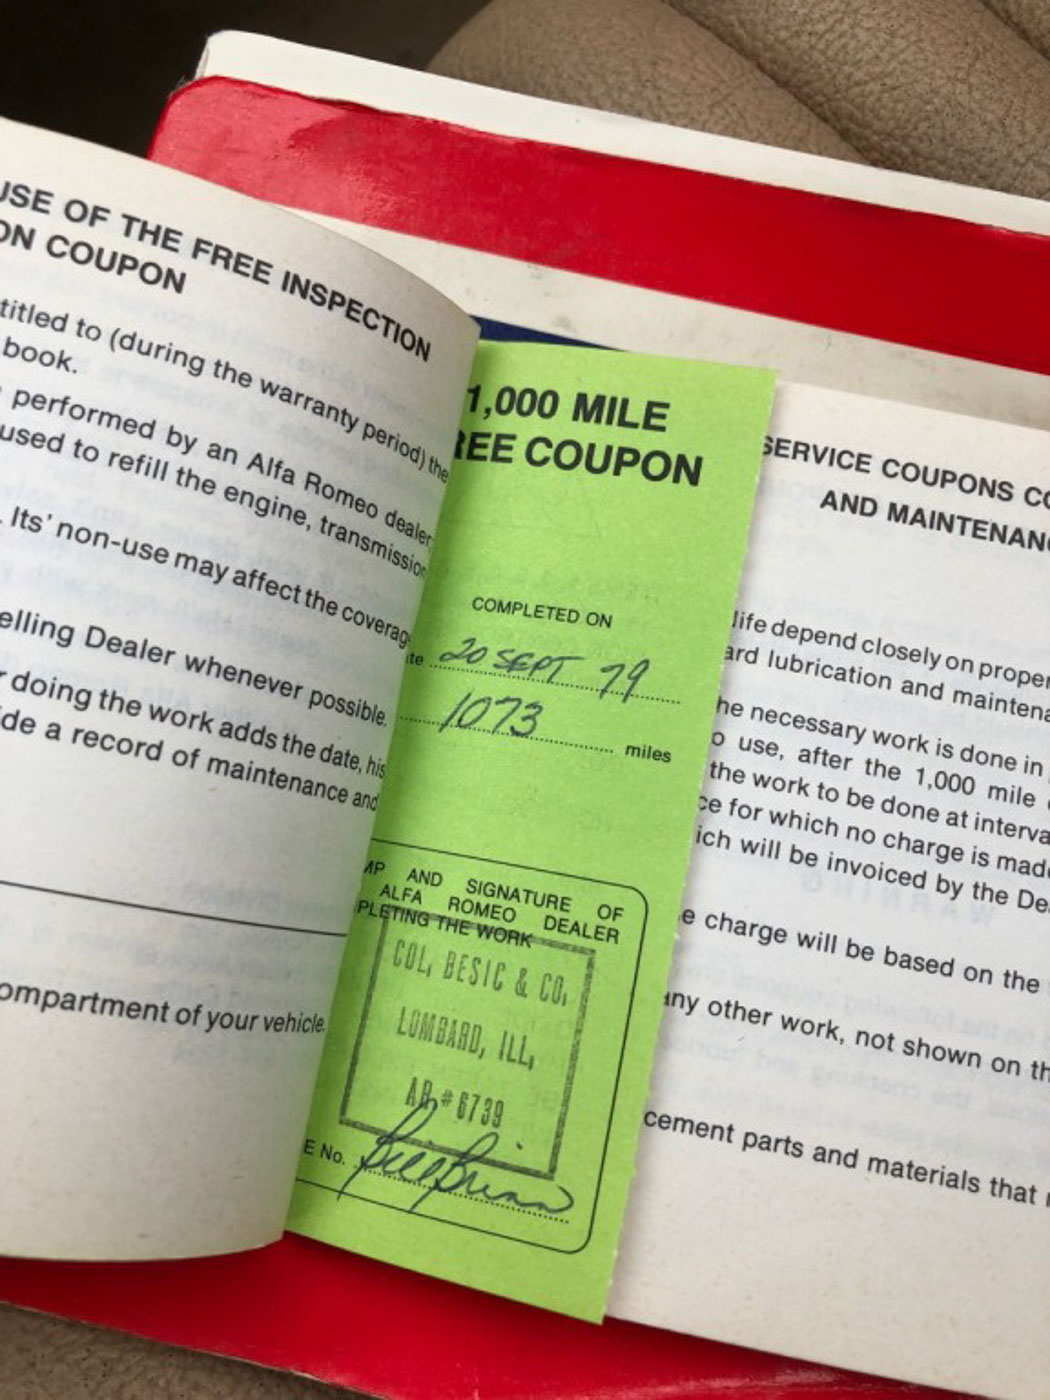 USE OF THE FREE INSPECTION
ON COUPON
titled to (during the warranty period) the
book.
performed by an Alfa Romeo dealer-
used to refill the engine, transmission
. Its' non-use may affect the coverag
elling Dealer whenever possible.
r doing the work adds the date, his
ide a record of maintenance and
ompartment of your vehicle.
1,000 MILE
REE COUPON
COMPLETED ON
te 20 SEPT 79
1073 miles
MP AND SIGNATURE OF
ALFA ROMEO DEALER
PLETING THE WORK
COL. BESIC & CO.
LOMBARD, ILL.
AR #6739
E No.
SERVICE COUPONS CO
AND MAINTENANC
life depend closely on proper
ard lubrication and maintena
he necessary work is done in
o use, after the 1,000 mile
the work to be done at interva
ce for which no charge is made
ich will be invoiced by the De
e charge will be based on the
any other work, not shown on th
cement parts and materials that